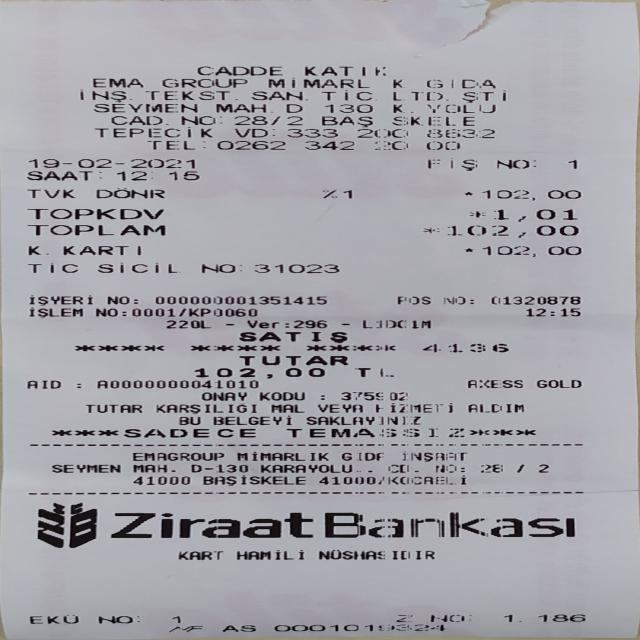 CADDE KATIK
EMA GROUP MİMARL K GIDA
İNŞ. TEKST. SAN. TİC. LTD. ŞTİ
SEYMEN MAH. D 130 K. YOLU
CAD. NO: 28/2 BAŞ SKELE
TEPECİK VD: 333 200 8632
TEL: 0262 342 20 00
19-02-2021 FİŞ NO: 1
SAAT: 12:15
TVK DÖNR %1 *102,00
TOPKDV *1,01
TOPLAM *102,00
K. KARTI *102,00
TİC SİCİL NO: 31023
İŞYERİ NO: 000000001351415 POS NO: 01320878
İŞLEM NO:0001/KP0060 12:15
220L - Ver:296 -
SATIŞ
**** **** **** 4136
TUTAR
102,00 TL
AID : A0000000041010 AXESS GOLD
ONAY KODU : 375902
TUTAR KARŞILIGI MAL VEYA HİZMETİ ALDIM
BU BELGEYİ SAKLAYINIZ
***SADECE TEMASSIZ***
EMAGROUP MİMARLIK GIDA İNŞAAT
SEYMEN MAH. D-130 KARAYOLU.. CD. NO: 28 / 2
41000 BAŞİSKELE 41000/KOCAELİ
Ziraat Bankası
KART HAMİLİ NÜSHASIDIR
EKÜ NO: 1 Z NO: 1.186
MF AS 0001019324